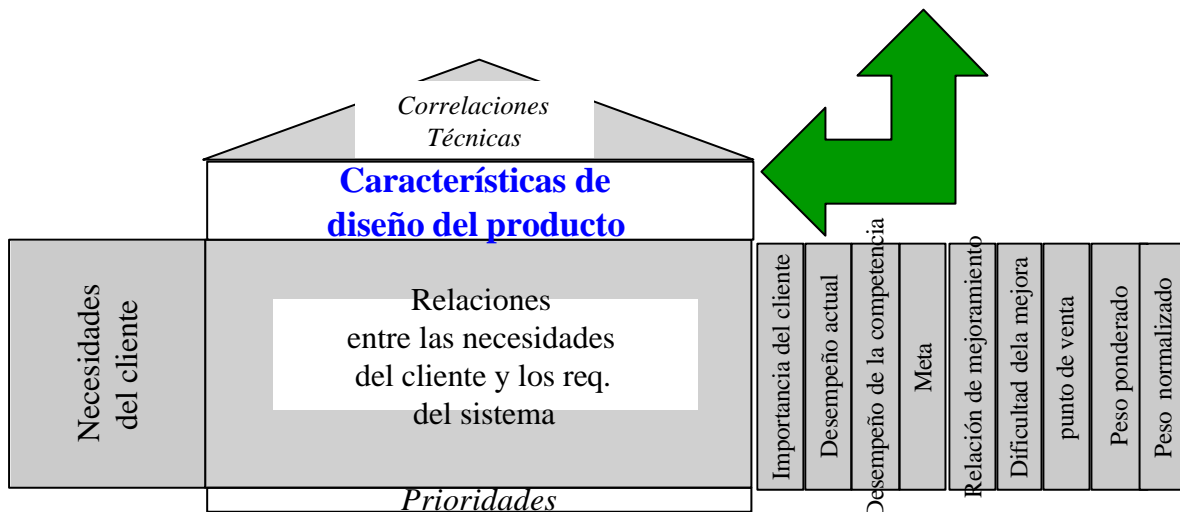 Correlaciones
Técnicas
Características de
diseño del producto
Necesidades
del cliente
Relaciones
entre las necesidades
del cliente y los req.
del sistema
Prioridades
Importancia del cliente
Desempeño actual
Desempeño de la competencia
Meta
Relación de mejoramiento
Dificultad dela mejora
punto de venta
Peso ponderado
Peso normalizado